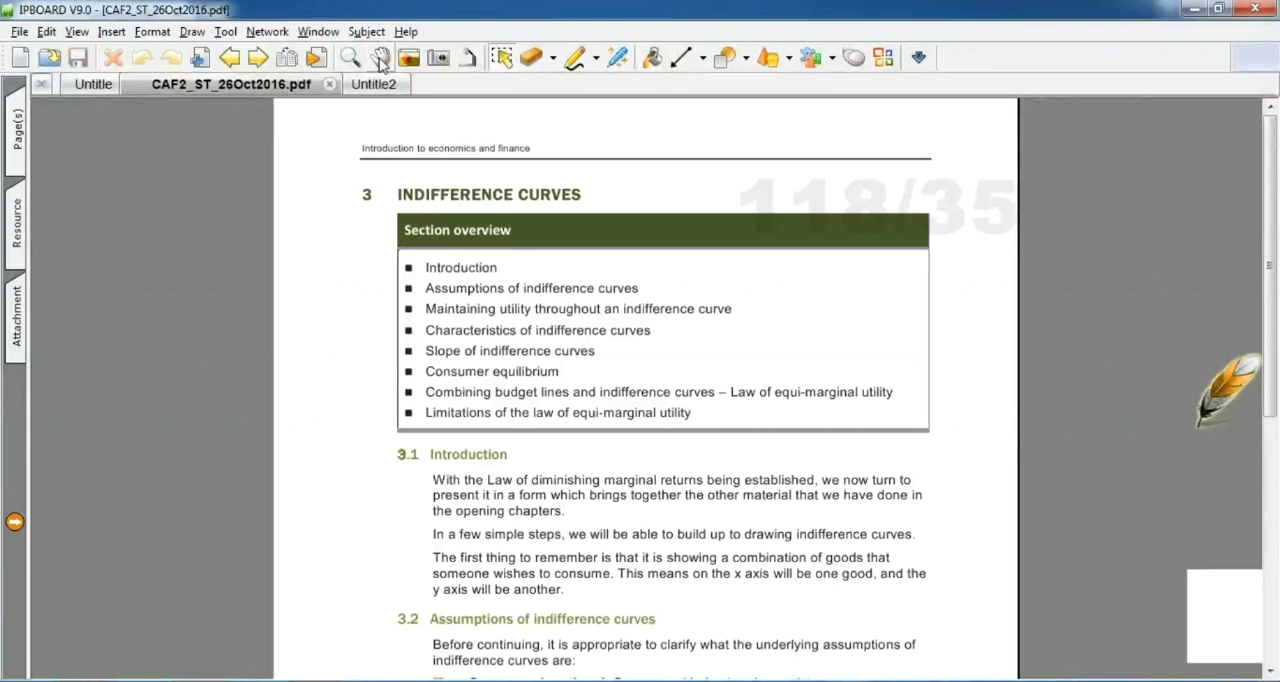 IPBOARD V9.0 - [CAF2_ST_26Oct2016.pdf]
File Edit View Insert Format Draw Tool Network Window Subject Help
Untitle CAF2_ST_26Oct2016.pdf Untitle2
Page(s)
Resource
Attachment
Introduction to economics and finance
118/35
3 INDIFFERENCE CURVES
Section overview
■ Introduction
■ Assumptions of indifference curves
■ Maintaining utility throughout an indifference curve
■ Characteristics of indifference curves
■ Slope of indifference curves
■ Consumer equilibrium
■ Combining budget lines and indifference curves – Law of equi-marginal utility
■ Limitations of the law of equi-marginal utility
3.1 Introduction
With the Law of diminishing marginal returns being established, we now turn to
present it in a form which brings together the other material that we have done in
the opening chapters.
In a few simple steps, we will be able to build up to drawing indifference curves.
The first thing to remember is that it is showing a combination of goods that
someone wishes to consume. This means on the x axis will be one good, and the
y axis will be another.
3.2 Assumptions of indifference curves
Before continuing, it is appropriate to clarify what the underlying assumptions of
indifference curves are: